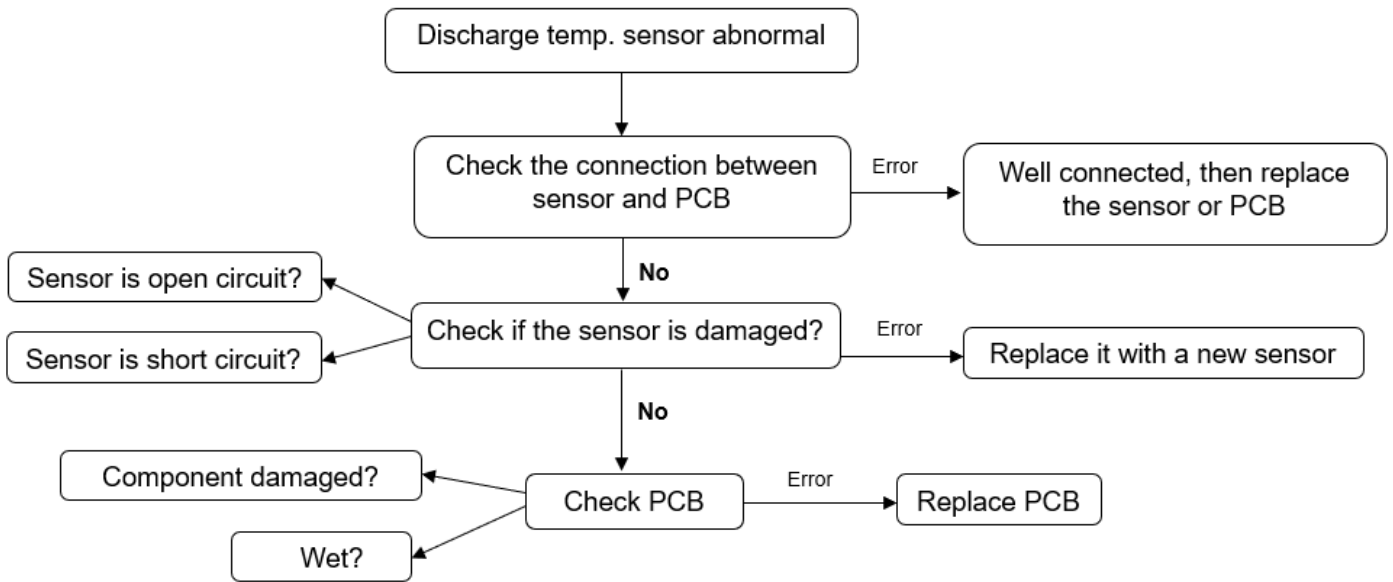 Discharge temp. sensor abnormal
Check the connection between
sensor and PCB
Error
Well connected, then replace
the sensor or PCB
No
Sensor is open circuit?
Sensor is short circuit?
Check if the sensor is damaged?
Error
Replace it with a new sensor
No
Component damaged?
Wet?
Check PCB
Error
Replace PCB